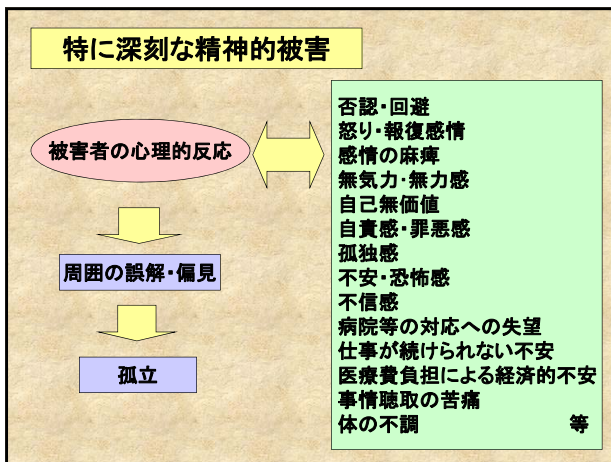 特に深刻な精神的被害
被害者の心理的反応
周囲の誤解・偏見
孤立
否認・回避
怒り・報復感情
感情の麻痺
無気力・無力感
自己無価値
自責感・罪悪感
孤独感
不安・恐怖感
不信感
病院等の対応への失望
仕事が続けられない不安
医療費負担による経済的不安
事情聴取の苦痛
体の不調 等